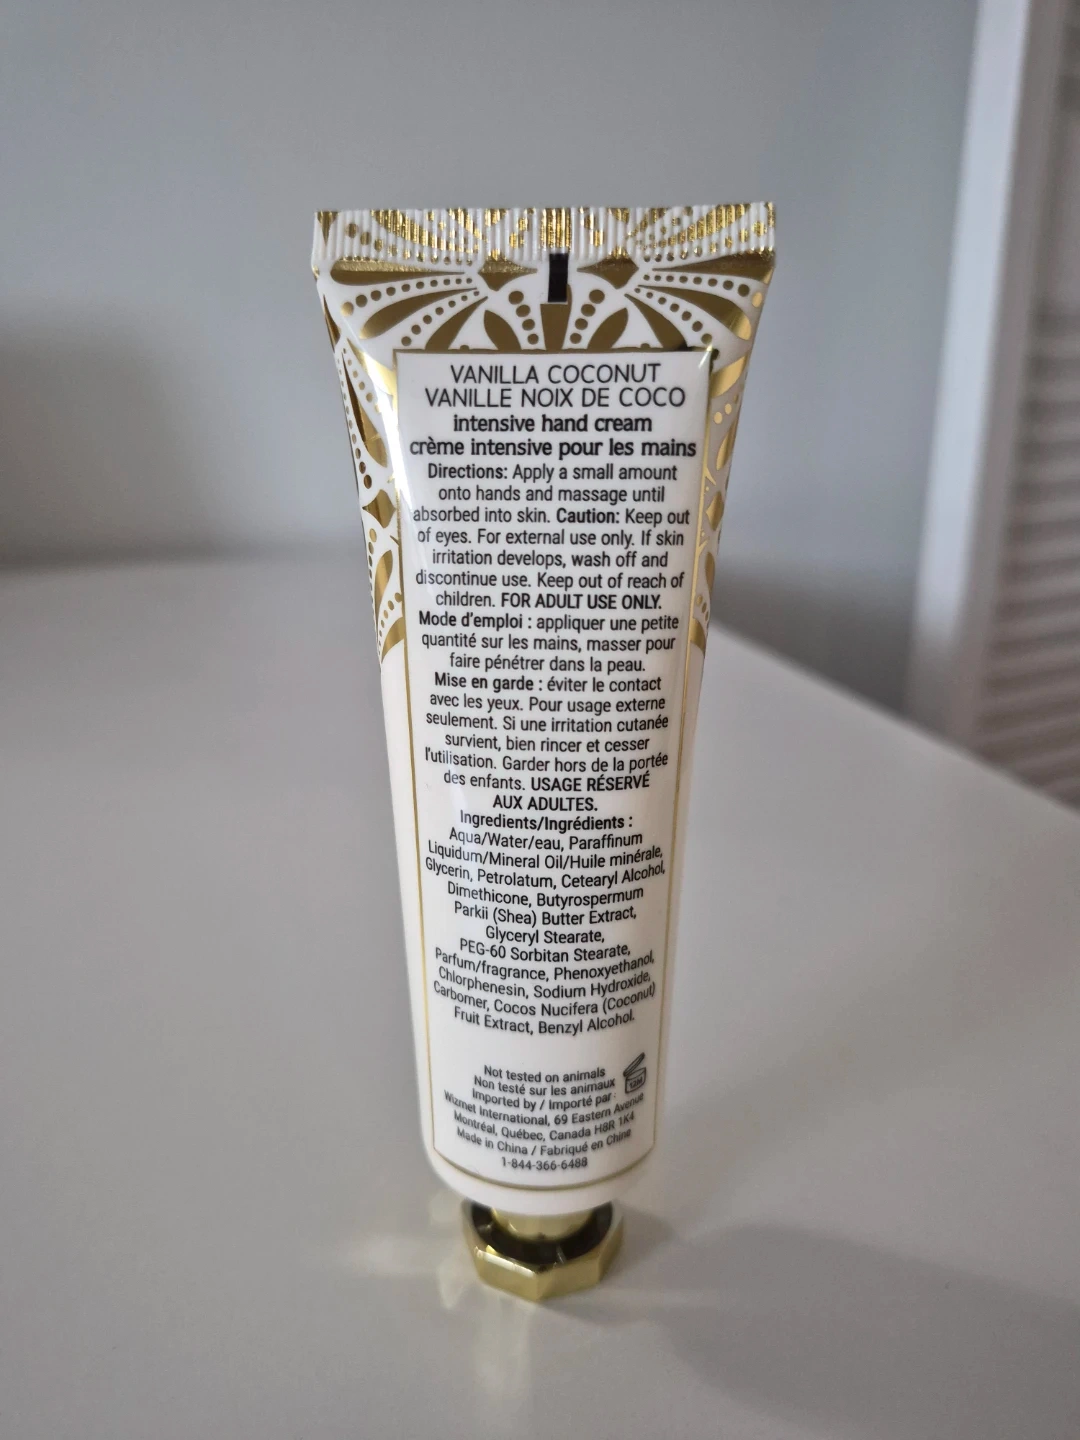 VANILLA COCONUT
VANILLE NOIX DE COCO
intensive hand cream
crème intensive pour les mains
Directions: Apply a small amount
onto hands and massage until
absorbed into skin. Caution: Keep out
of eyes. For external use only. If skin
irritation develops, wash off and
discontinue use. Keep out of reach of
children. FOR ADULT USE ONLY.
Mode d'emploi : appliquer une petite
quantité sur les mains, masser pour
faire pénétrer dans la peau.
Mise en garde : éviter le contact
avec les yeux. Pour usage externe
seulement. Si une irritation cutanée
survient, bien rincer et cesser
l'utilisation. Garder hors de la portée
des enfants. USAGE RÉSERVÉ
AUX ADULTES.
Ingredients/Ingrédients :
Aqua/Water/eau, Paraffinum
Liquidum/Mineral Oil/Huile minérale,
Glycerin, Petrolatum, Cetearyl Alcohol,
Dimethicone, Butyrospermum
Parkii (Shea) Butter Extract,
Glyceryl Stearate,
PEG-60 Sorbitan Stearate,
Parfum/fragrance, Phenoxyethanol,
Chlorphenesin, Sodium Hydroxide,
Carbomer, Cocos Nucifera (Coconut)
Fruit Extract, Benzyl Alcohol.
Not tested on animals
Non testé sur les animaux
12M
Imported by / Importé par :
Wizmet International, 69 Eastern Avenue
Montréal, Québec, Canada H8R 1K4
Made in China / Fabriqué en Chine
1-844-366-6488